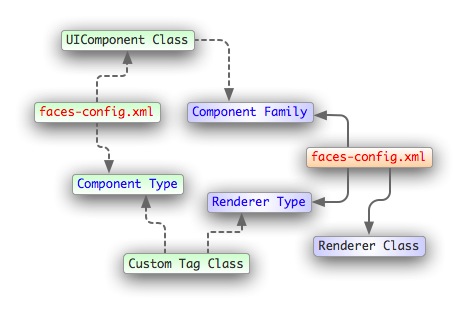 UIComponent Class
faces-config.xml
Component Family
faces-config.xml
Component Type
Renderer Type
Renderer Class
Custom Tag Class